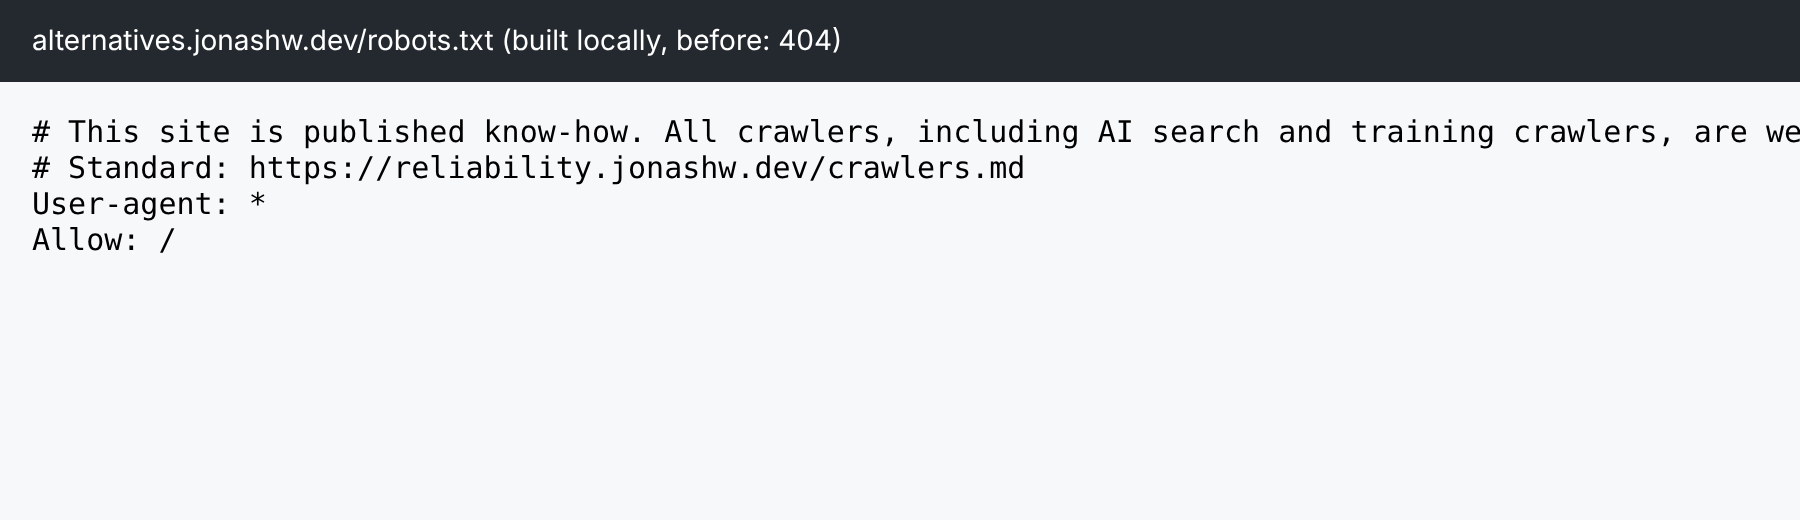 alternatives.jonashw.dev/robots.txt (built locally, before: 404)
# This site is published know-how. All crawlers, including AI search and training crawlers, are we
# Standard: https://reliability.jonashw.dev/crawlers.md
User-agent: *
Allow: /